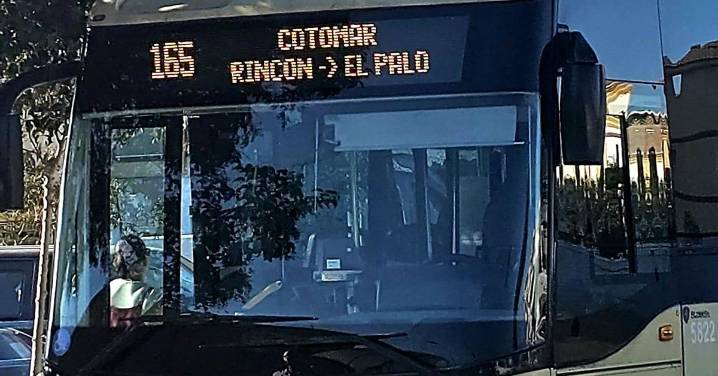 165
COTOMAR
RINCON -> EL PALO
5822